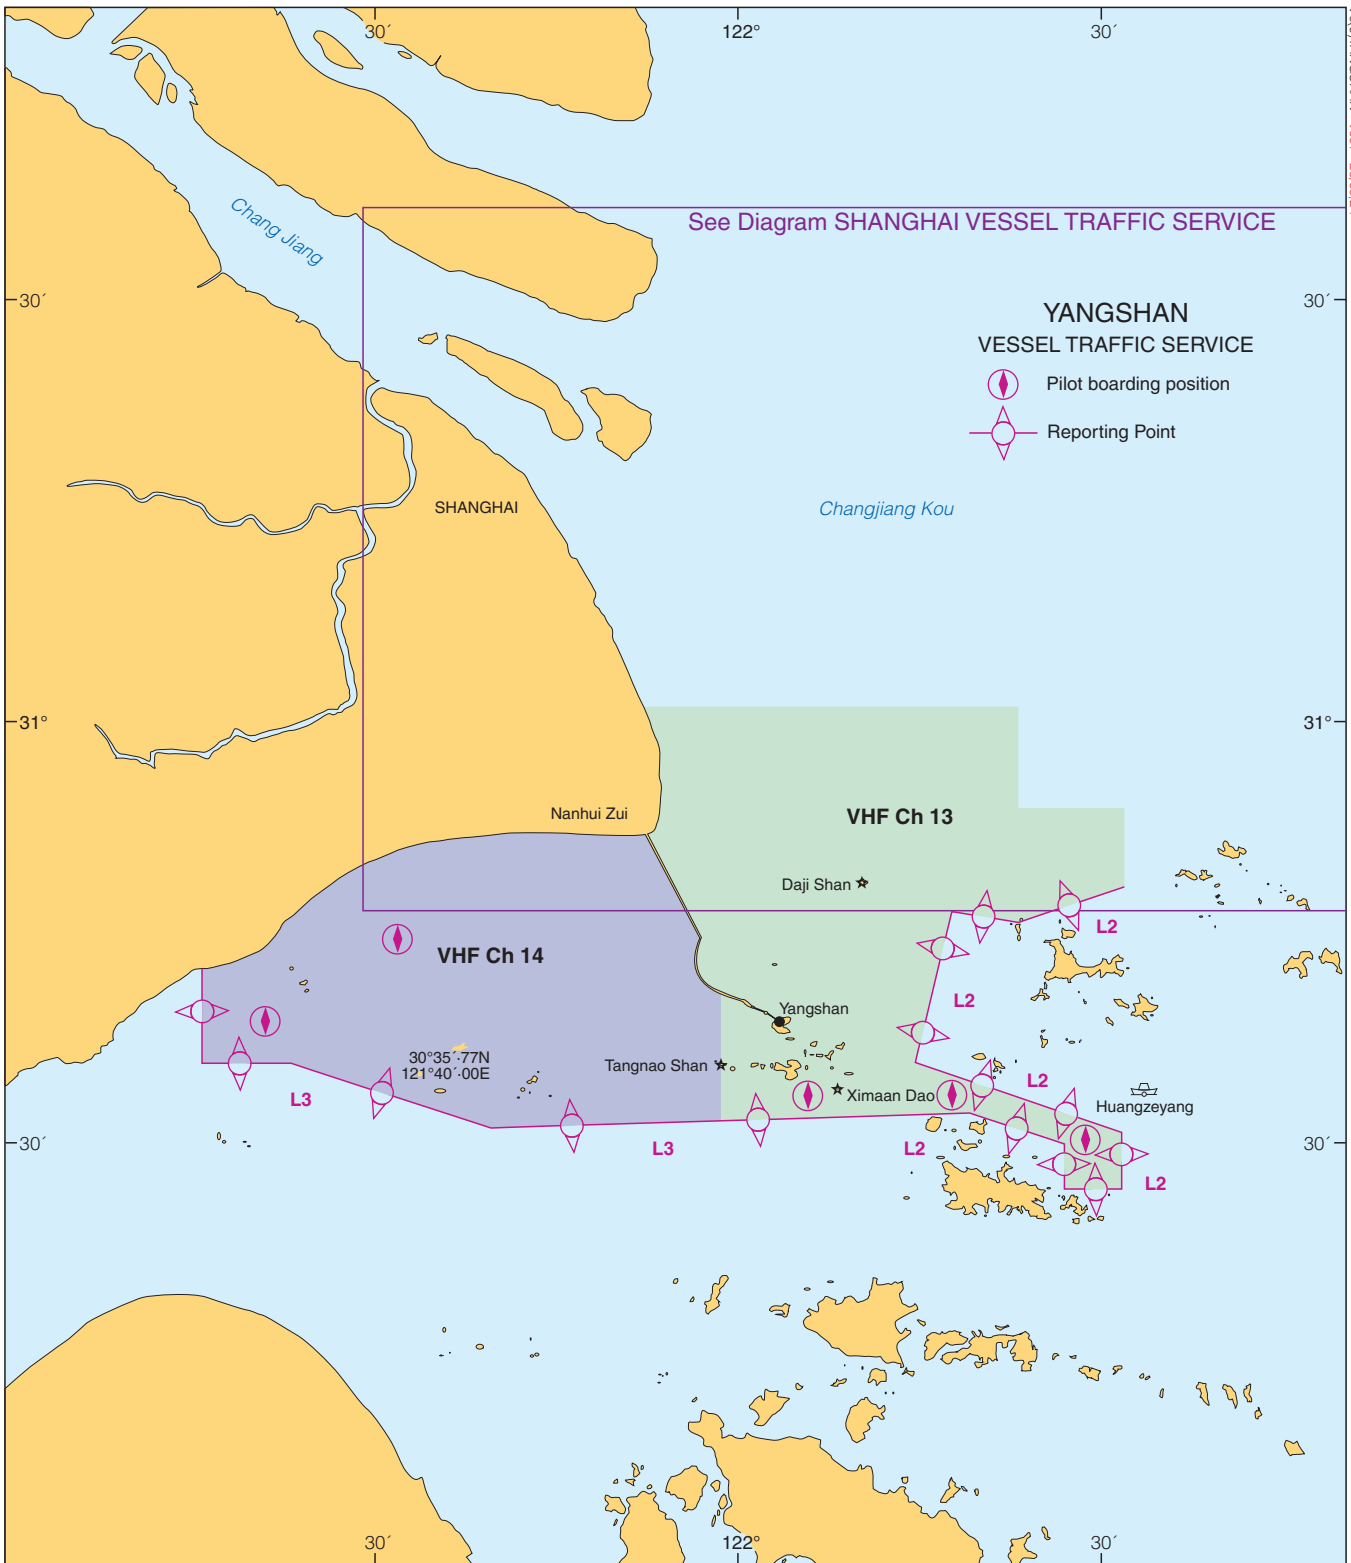 30´
122°
30´
See Diagram SHANGHAI VESSEL TRAFFIC SERVICE
Chang Jiang
30´
30´
YANGSHAN
VESSEL TRAFFIC SERVICE
Pilot boarding position
Reporting Point
SHANGHAI
Changjiang Kou
31°
31°
Nanhui Zui
VHF Ch 13
Daji Shan
L2
VHF Ch 14
L2
Yangshan
30°35´·77N
121°40´·00E
Tangnao Shan
Ximaan Dao
L2
Huangzeyang
L3
L3
L2
30´
30´
L2
30´
122°
30´